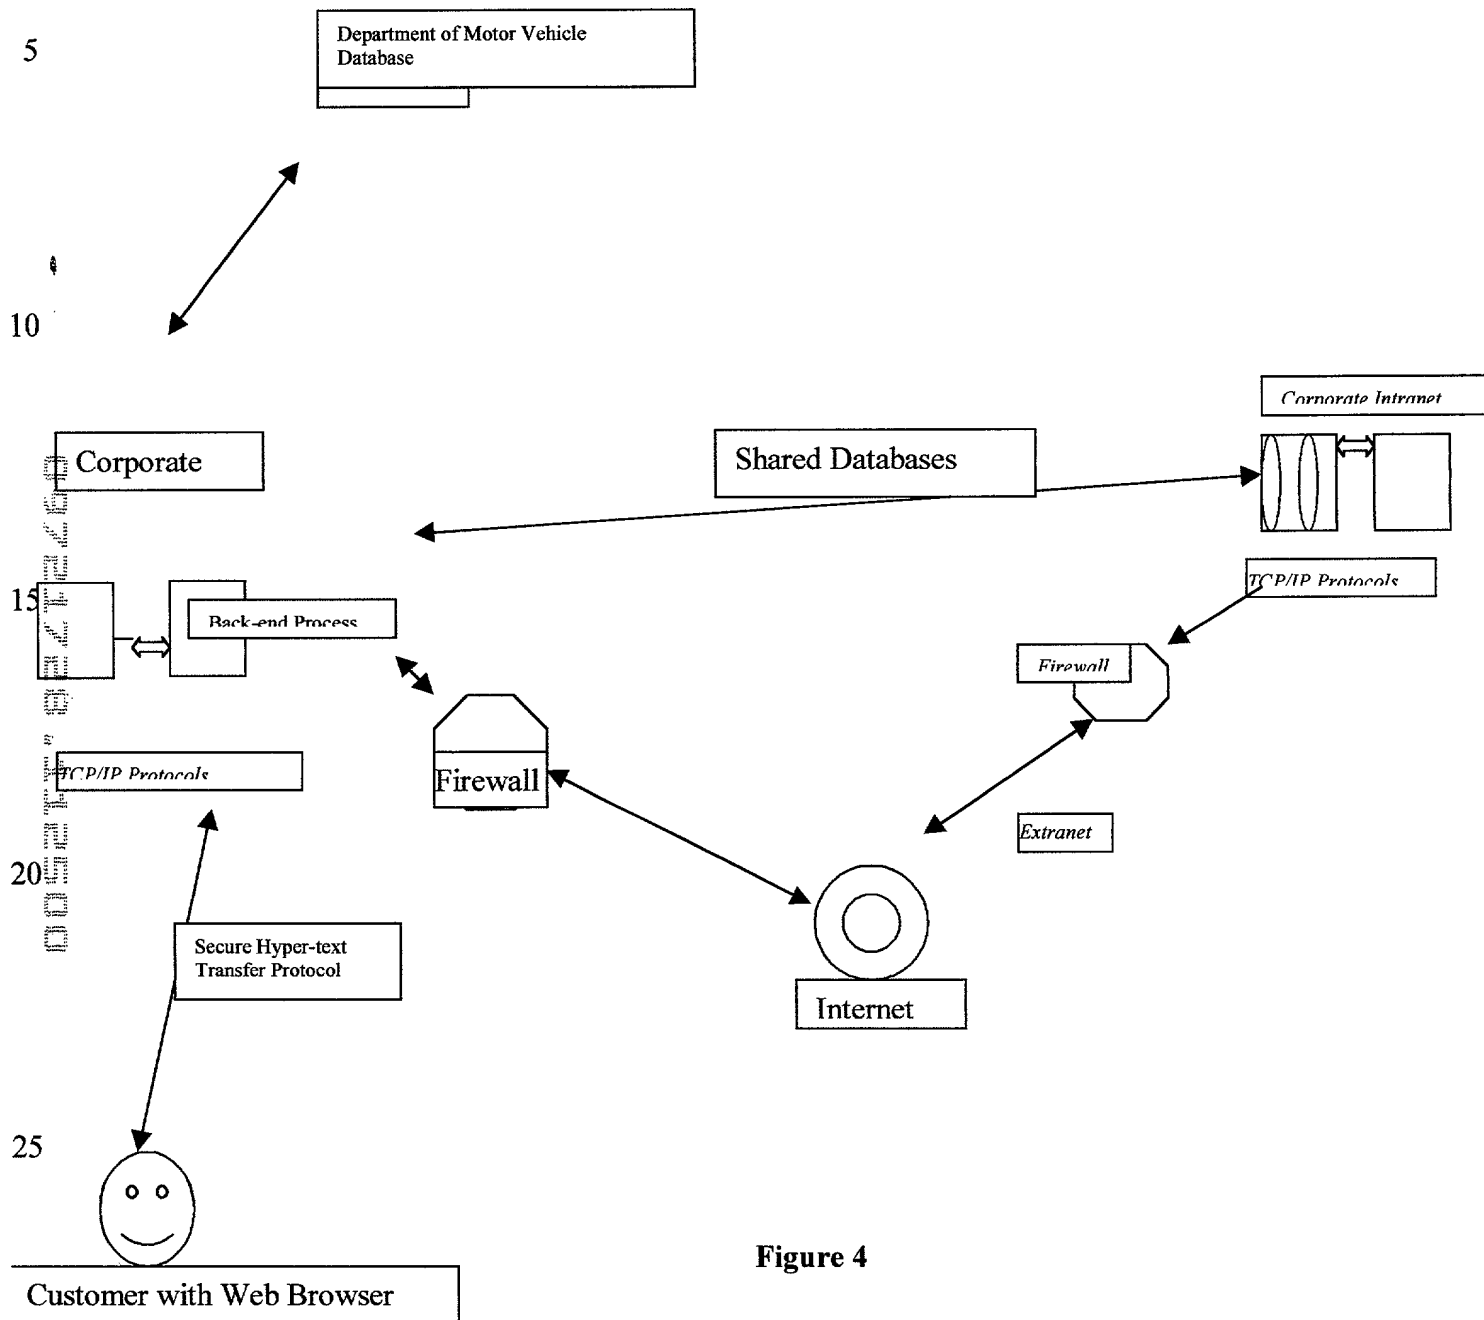 5
Department of Motor Vehicle
Database
10
Corporate Intranet
Corporate
Shared Databases
15
Back-end Process
TCP/IP Protocols
Firewall
TCP/IP Protocols
Firewall
Extranet
20
Secure Hyper-text
Transfer Protocol
Internet
25
Customer with Web Browser
Figure 4